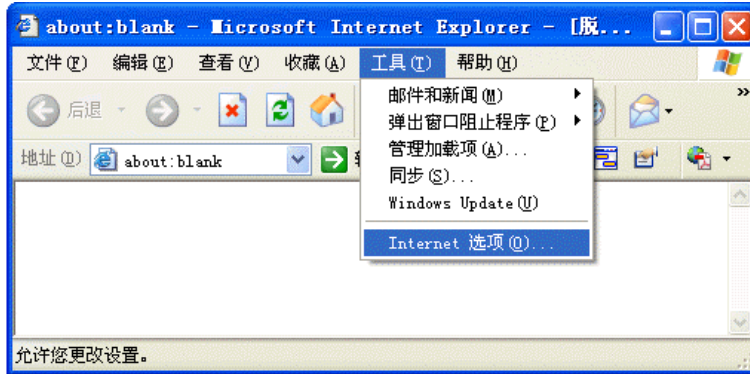 about:blank - Microsoft Internet Explorer - [脱...
文件(F) 编辑(E) 查看(V) 收藏(A) 工具(T) 帮助(H)
后退
邮件和新闻(M)
弹出窗口阻止程序(P)
管理加载项(A)...
同步(S)...
Windows Update(U)
Internet 选项(O)...
地址(D) about:blank
允许您更改设置。